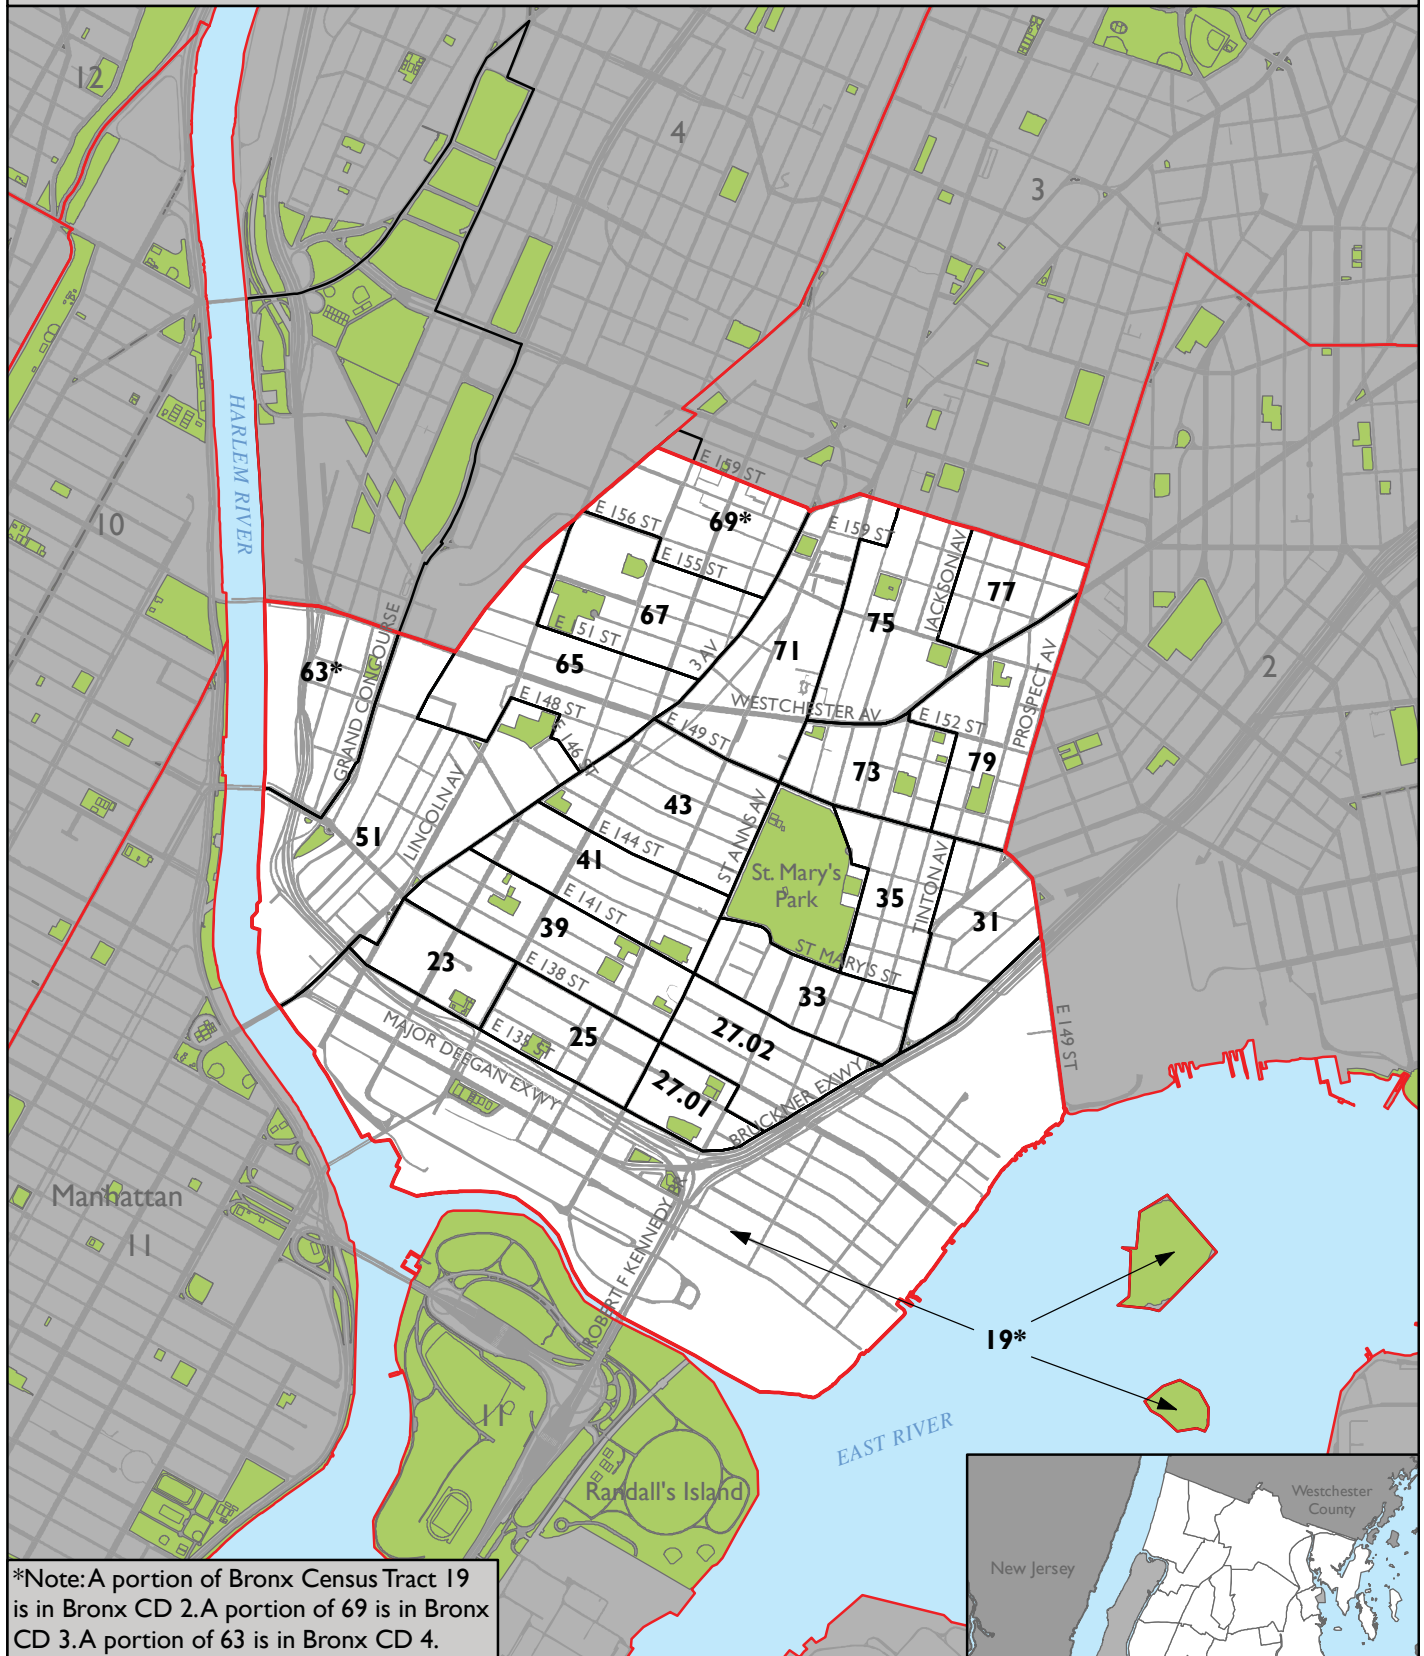 12
4
3
HARLEM RIVER
E 159 ST
10
69*
E 156 ST
E 159 ST
E 155 ST
JACKSON AV
77
67
75
E 151 ST
3 AV
71
65
63*
GRAND CONCOURSE
PROSPECT AV
2
E 148 ST
WESTCHESTER AV
E 152 ST
E 149 ST
E 146 ST
79
73
43
LINCOLN AV
51
ST ANNS AV
E 144 ST
41
St. Mary's
Park
TINTON AV
35
E 141 ST
31
39
23
ST MARY'S ST
E 138 ST
33
MAJOR DEEGAN EXWY
E 135 ST
25
27.02
E 149 ST
27.01
BRUCKNER EXWY
Manhattan
11
ROBERT F KENNEDY BR
19*
11
EAST RIVER
Randall's Island
Westchester
County
New Jersey
*Note: A portion of Bronx Census Tract 19
is in Bronx CD 2. A portion of 69 is in Bronx
CD 3. A portion of 63 is in Bronx CD 4.